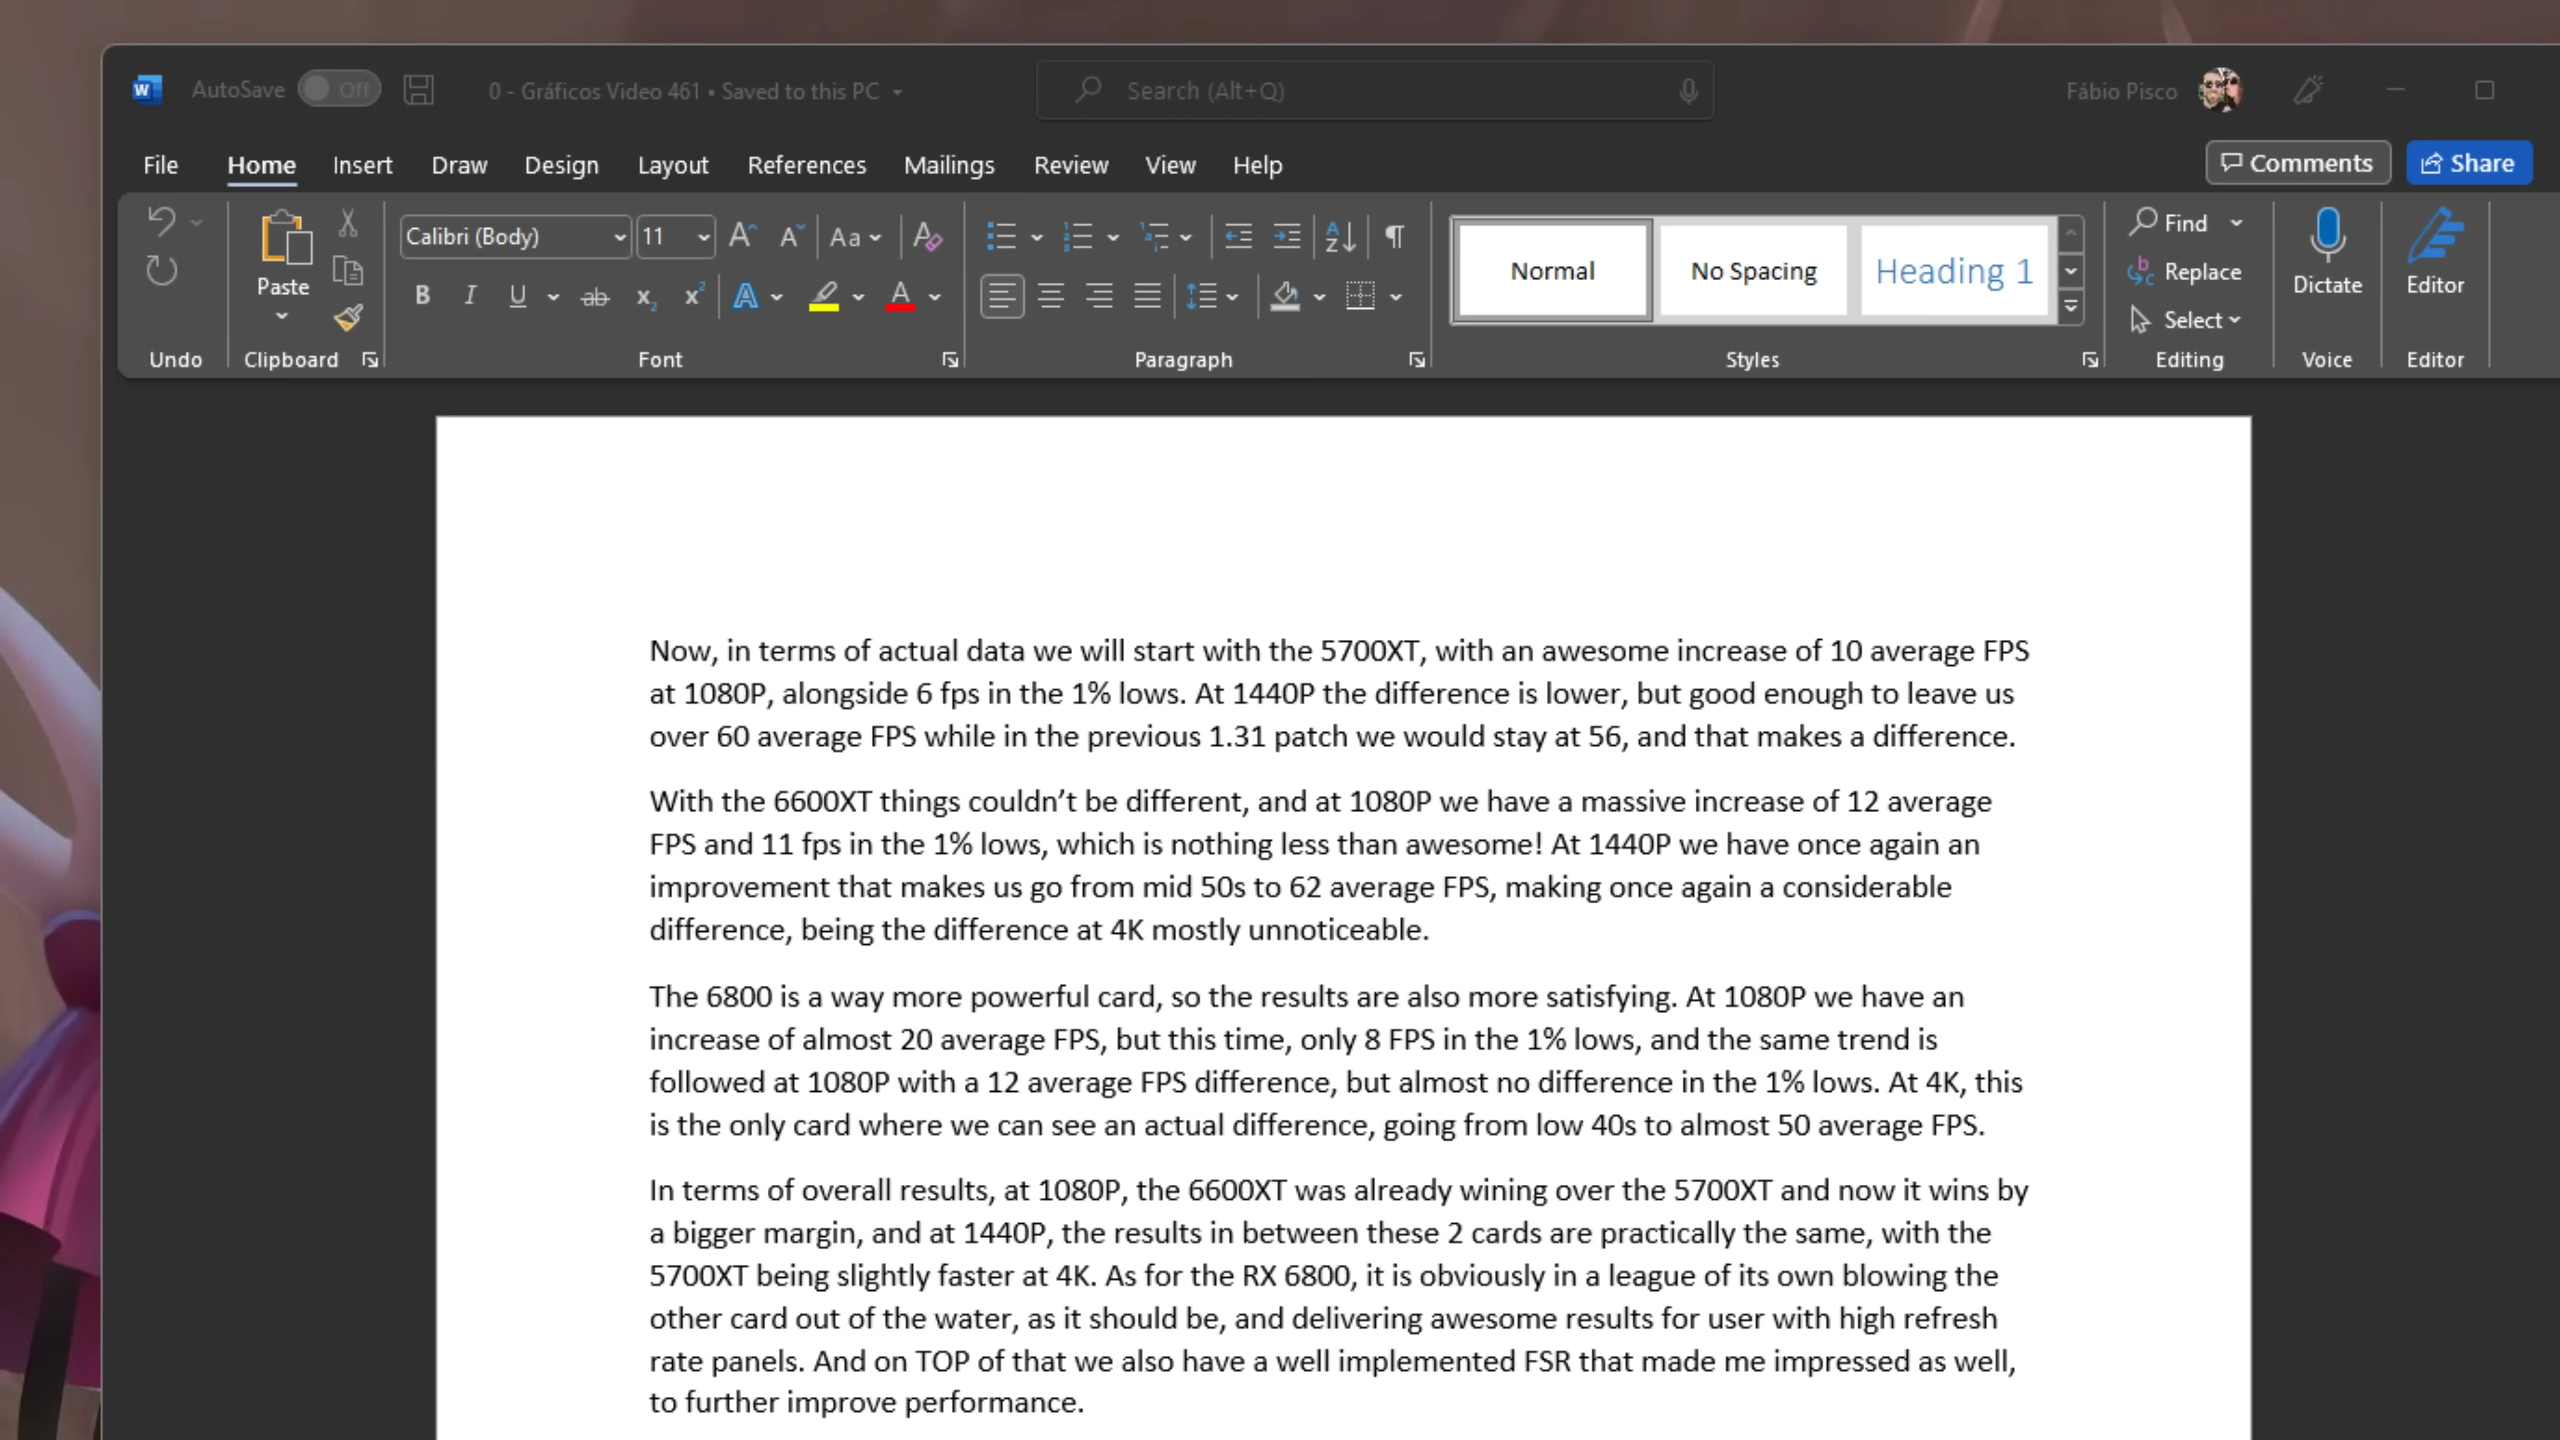 W AutoSave Off 0 - Gráficos Video 461 • Saved to this PC Search (Alt+Q) Fábio Pisco
File Home Insert Draw Design Layout References Mailings Review View Help Comments Share
Paste
Calibri (Body) 11 Aa
B I U ab x2 x2 A A
Normal No Spacing Heading 1
Find
Replace
Select
Dictate
Editor
Undo Clipboard Font Paragraph Styles Editing Voice Editor
Now, in terms of actual data we will start with the 5700XT, with an awesome increase of 10 average FPS
at 1080P, alongside 6 fps in the 1% lows. At 1440P the difference is lower, but good enough to leave us
over 60 average FPS while in the previous 1.31 patch we would stay at 56, and that makes a difference.
With the 6600XT things couldn’t be different, and at 1080P we have a massive increase of 12 average
FPS and 11 fps in the 1% lows, which is nothing less than awesome! At 1440P we have once again an
improvement that makes us go from mid 50s to 62 average FPS, making once again a considerable
difference, being the difference at 4K mostly unnoticeable.
The 6800 is a way more powerful card, so the results are also more satisfying. At 1080P we have an
increase of almost 20 average FPS, but this time, only 8 FPS in the 1% lows, and the same trend is
followed at 1080P with a 12 average FPS difference, but almost no difference in the 1% lows. At 4K, this
is the only card where we can see an actual difference, going from low 40s to almost 50 average FPS.
In terms of overall results, at 1080P, the 6600XT was already wining over the 5700XT and now it wins by
a bigger margin, and at 1440P, the results in between these 2 cards are practically the same, with the
5700XT being slightly faster at 4K. As for the RX 6800, it is obviously in a league of its own blowing the
other card out of the water, as it should be, and delivering awesome results for user with high refresh
rate panels. And on TOP of that we also have a well implemented FSR that made me impressed as well,
to further improve performance.